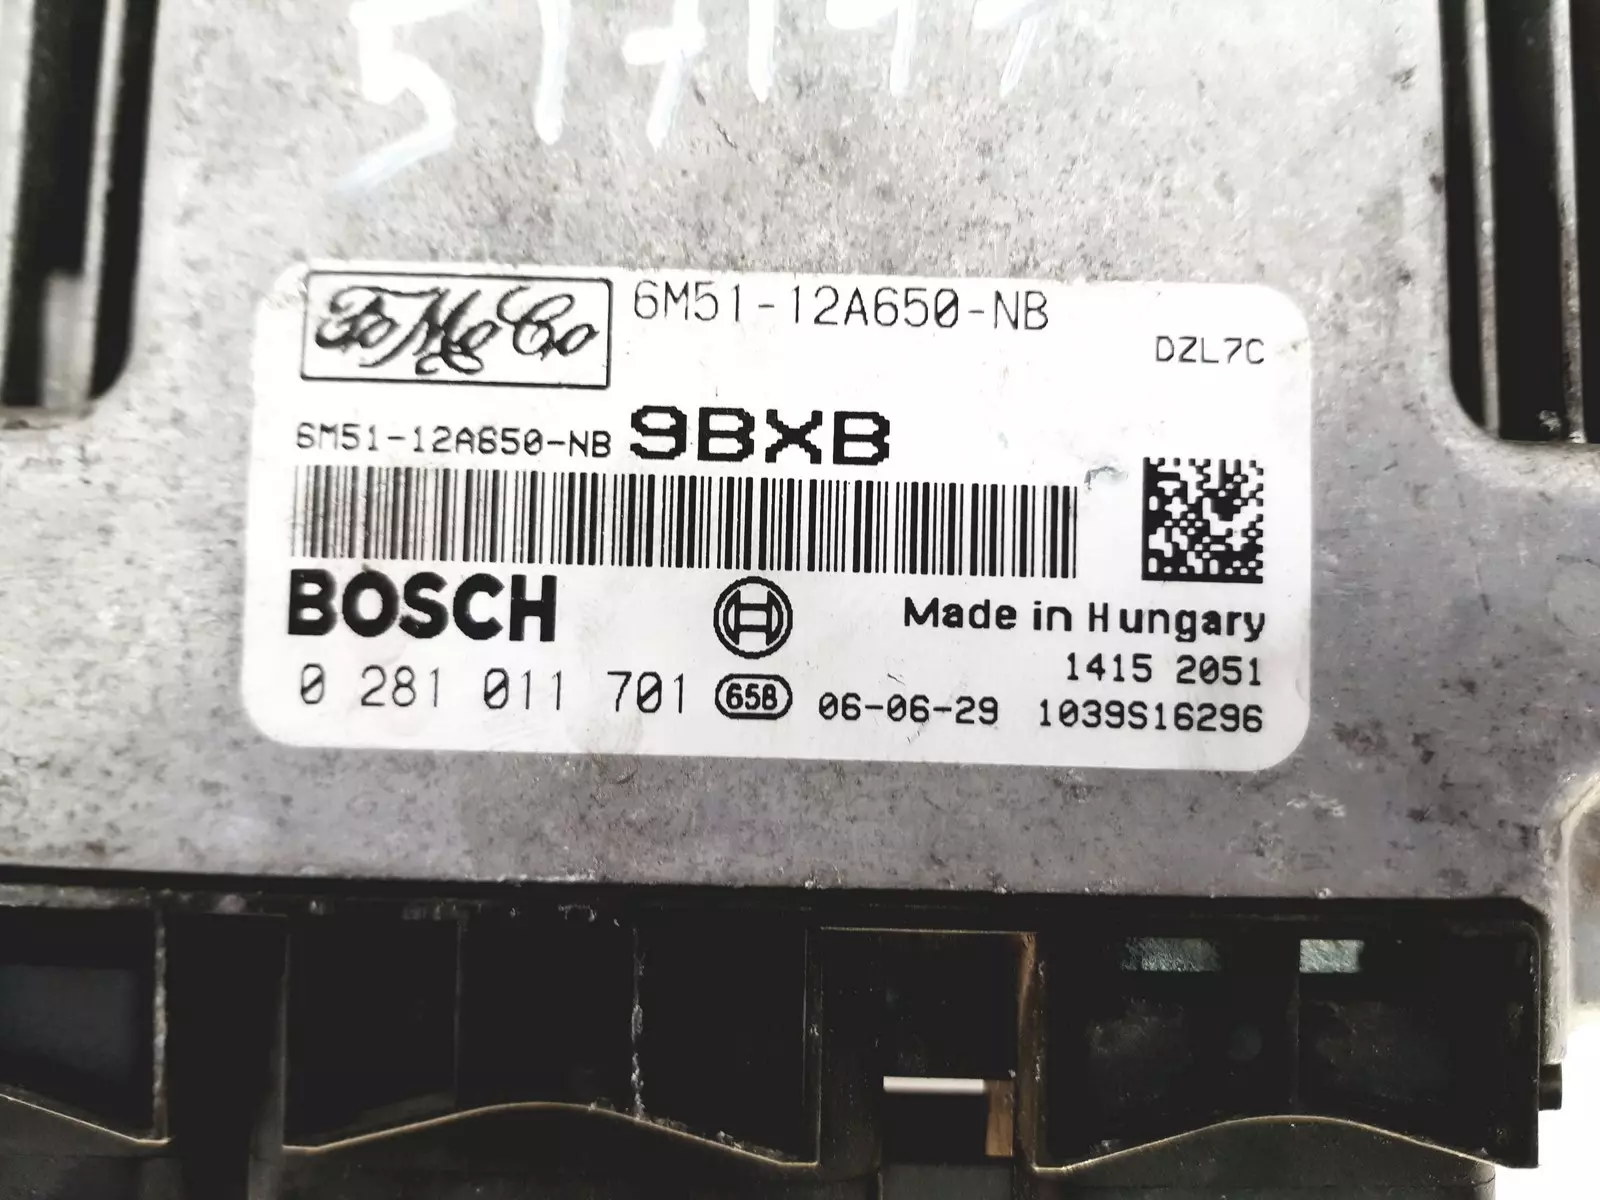 FoMoCo 6M51-12A650-NB
DZL7C
6M51-12A650-NB 9BXB
BOSCH
Made in Hungary
1415 2051
0 281 011 701 658 06-06-29 1039S16296